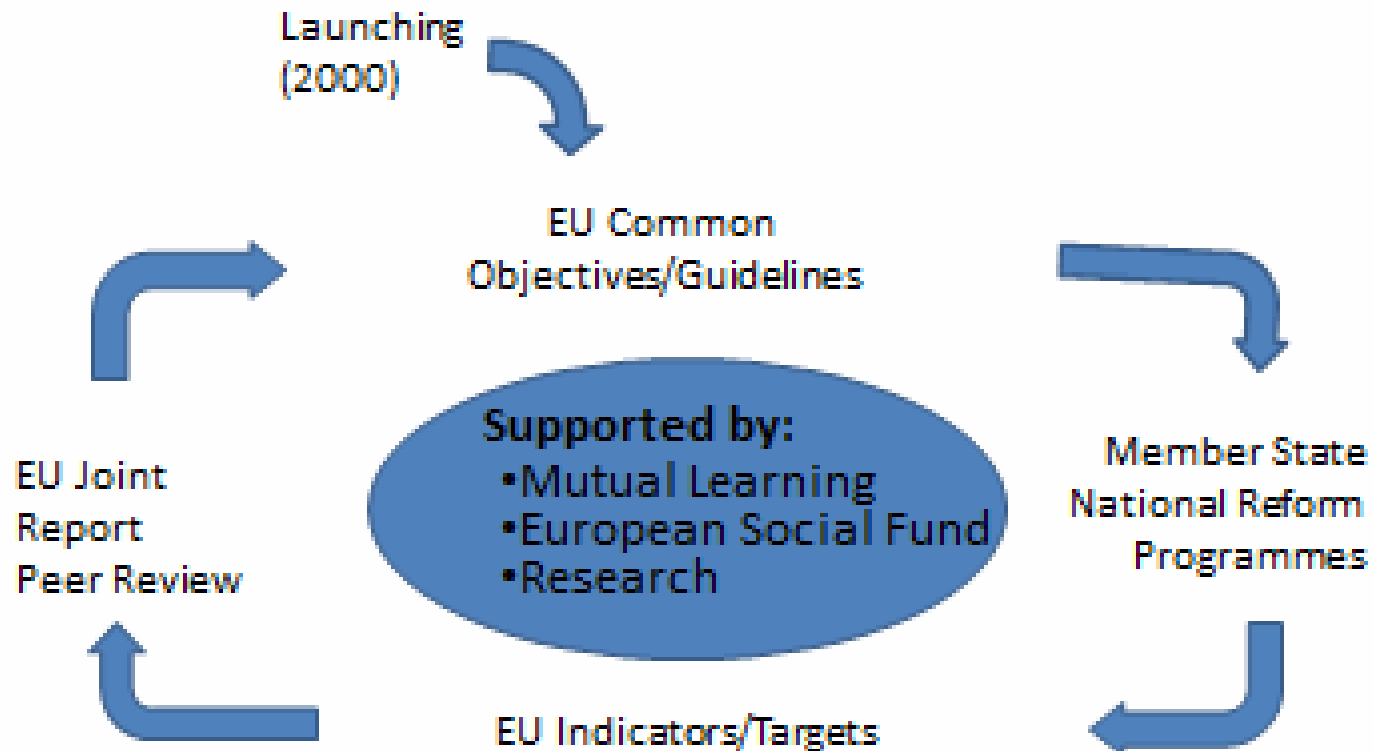 Launching
(2000)
EU Common
Objectives/Guidelines
Supported by:
•Mutual Learning
•European Social Fund
•Research
Member State
National Reform
Programmes
EU Indicators/Targets
EU Joint
Report
Peer Review